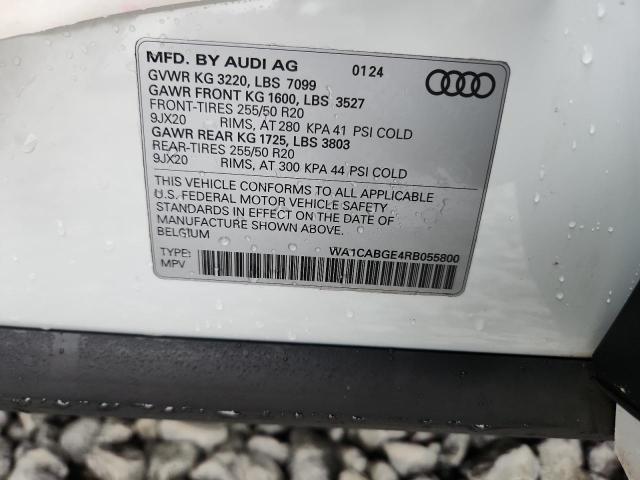 MFD. BY AUDI AG 0124
GVWR KG 3220, LBS 7099
GAWR FRONT KG 1600, LBS 3527
FRONT-TIRES 255/50 R20
9JX20 RIMS, AT 280 KPA 41 PSI COLD
GAWR REAR KG 1725, LBS 3803
REAR-TIRES 255/50 R20
9JX20 RIMS, AT 300 KPA 44 PSI COLD
THIS VEHICLE CONFORMS TO ALL APPLICABLE
U.S. FEDERAL MOTOR VEHICLE SAFETY
STANDARDS IN EFFECT ON THE DATE OF
MANUFACTURE SHOWN ABOVE.
BELGIUM
WA1CABGE4RB055800
TYPE:
MPV